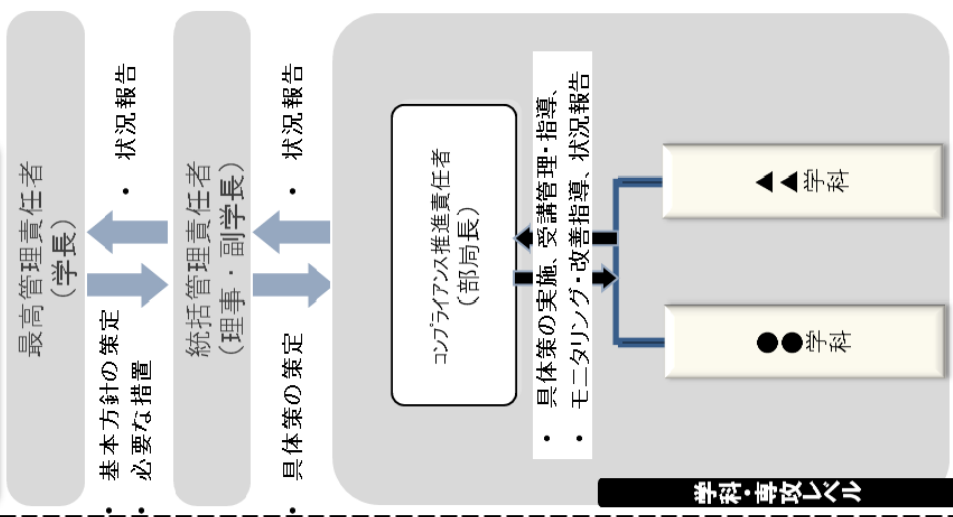 最高管理責任者
(学長)
・基本方針の策定
・必要な措置
・状況報告
統括管理責任者
(理事・副学長)
・具体策の策定
・状況報告
コンプライアンス推進責任者
(部局長)
・具体策の実施、受講管理・指導、
・モニタリング・改善指導、状況報告
●●学科
▲▲学科
学科・専攻レベル